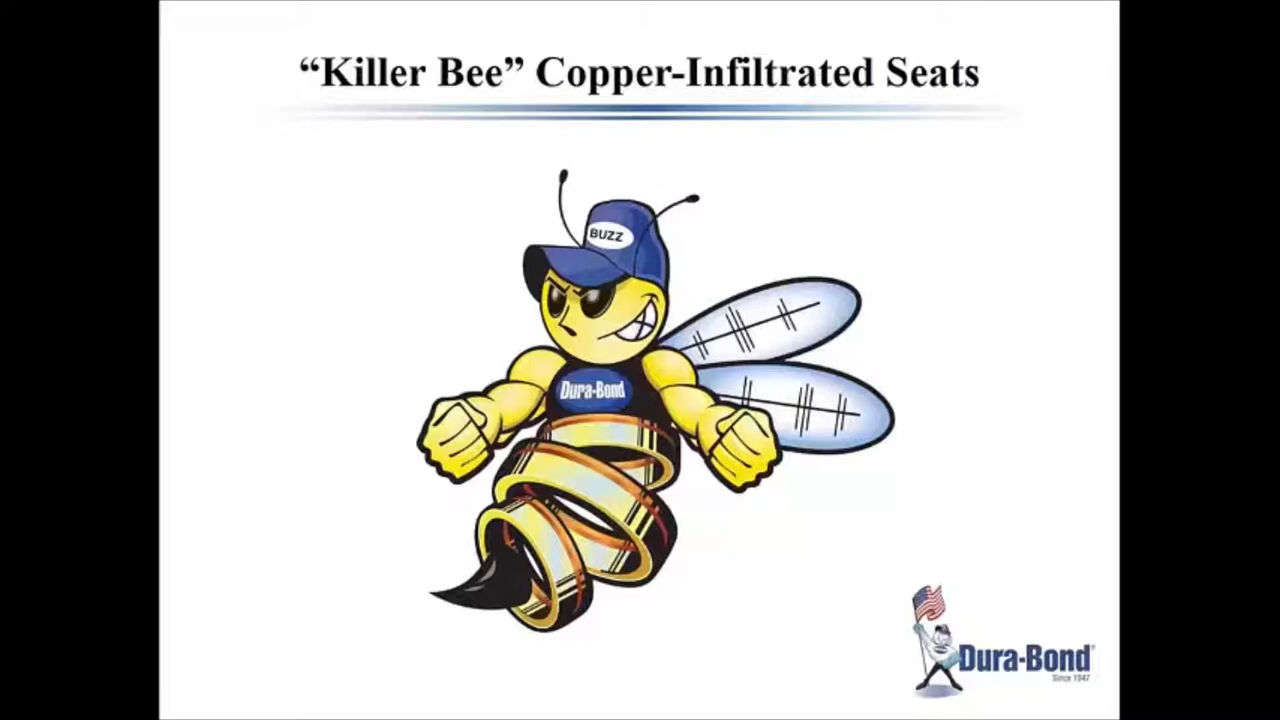 “Killer Bee” Copper-Infiltrated Seats
BUZZ
Dura-Bond
Dura-Bond®
Since 1947